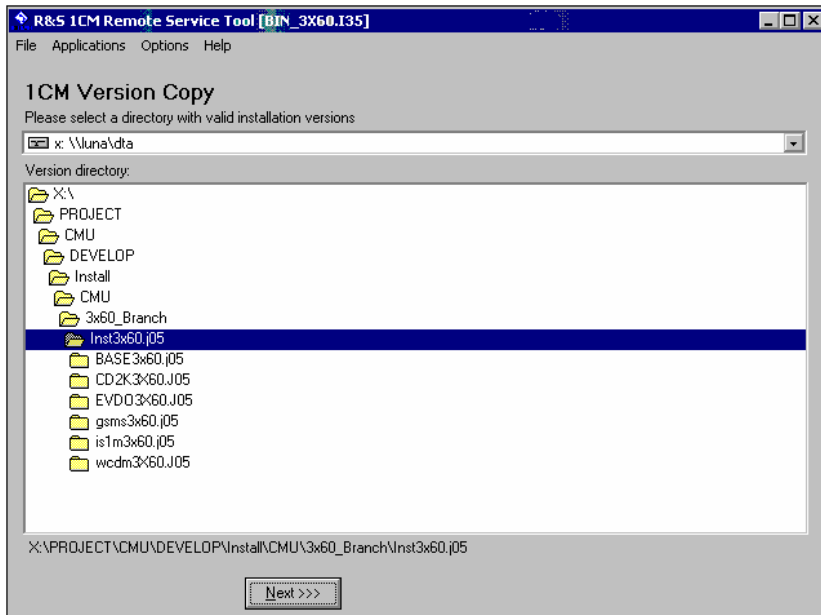 R&S 1CM Remote Service Tool [BIN_3X60.I35]
File Applications Options Help
1CM Version Copy
Please select a directory with valid installation versions
x: \\luna\dta
Version directory:
X:\
PROJECT
CMU
DEVELOP
Install
CMU
3x60_Branch
Inst3x60.j05
BASE3x60.j05
CD2K3X60.J05
EVDO3X60.J05
gsms3x60.j05
is1m3x60.j05
wcdm3X60.J05
X:\PROJECT\CMU\DEVELOP\Install\CMU\3x60_Branch\Inst3x60.j05
Next >>>